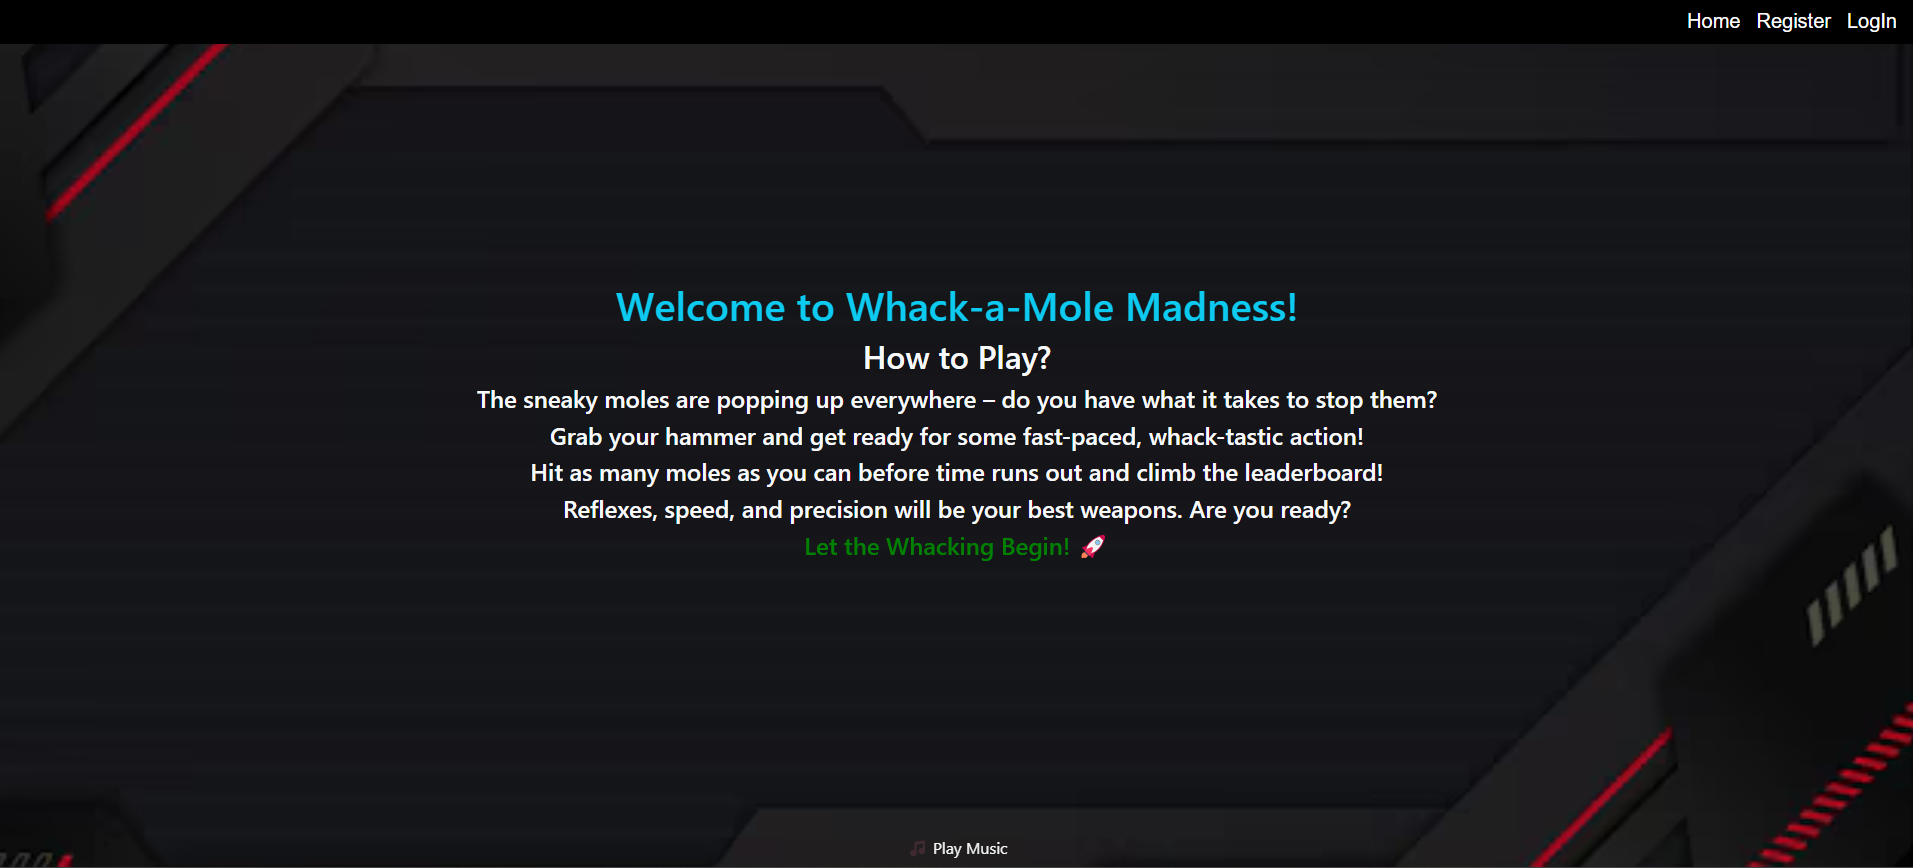 Home Register LogIn
Welcome to Whack-a-Mole Madness!
How to Play?
The sneaky moles are popping up everywhere – do you have what it takes to stop them?
Grab your hammer and get ready for some fast-paced, whack-tastic action!
Hit as many moles as you can before time runs out and climb the leaderboard!
Reflexes, speed, and precision will be your best weapons. Are you ready?
Let the Whacking Begin! 🚀
🎵 Play Music